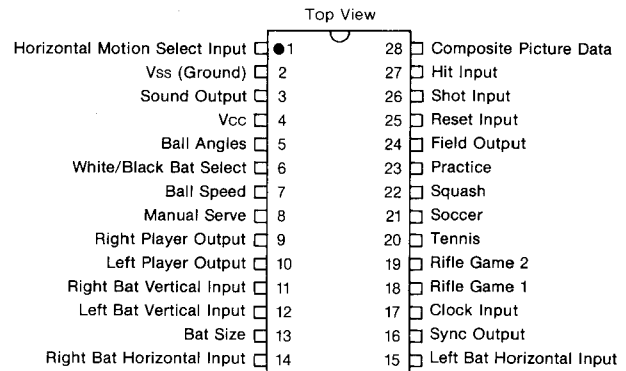 Top View
Horizontal Motion Select Input 1 28 Composite Picture Data
Vss (Ground) 2 27 Hit Input
Sound Output 3 26 Shot Input
Vcc 4 25 Reset Input
Ball Angles 5 24 Field Output
White/Black Bat Select 6 23 Practice
Ball Speed 7 22 Squash
Manual Serve 8 21 Soccer
Right Player Output 9 20 Tennis
Left Player Output 10 19 Rifle Game 2
Right Bat Vertical Input 11 18 Rifle Game 1
Left Bat Vertical Input 12 17 Clock Input
Bat Size 13 16 Sync Output
Right Bat Horizontal Input 14 15 Left Bat Horizontal Input